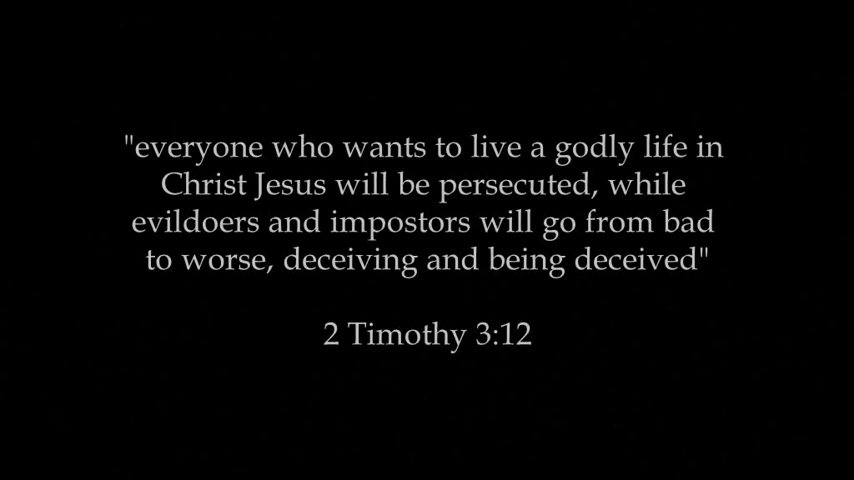 "everyone who wants to live a godly life in
Christ Jesus will be persecuted, while
evildoers and impostors will go from bad
to worse, deceiving and being deceived"
2 Timothy 3:12